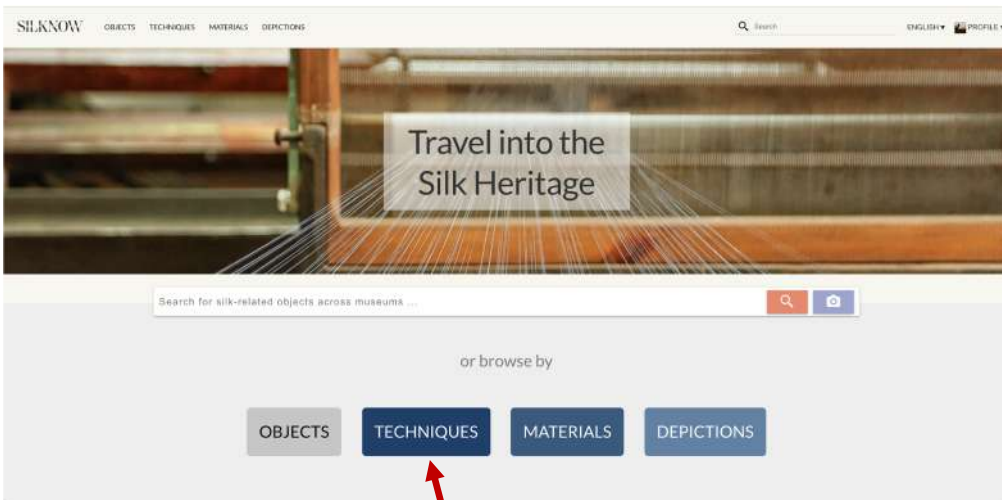 SILKNOW OBJECTS TECHNIQUES MATERIALS DEPICTIONS Search ENGLISH▾ PROFILE
Travel into the
Silk Heritage
Search for silk-related objects across museums ...
or browse by
OBJECTS TECHNIQUES MATERIALS DEPICTIONS